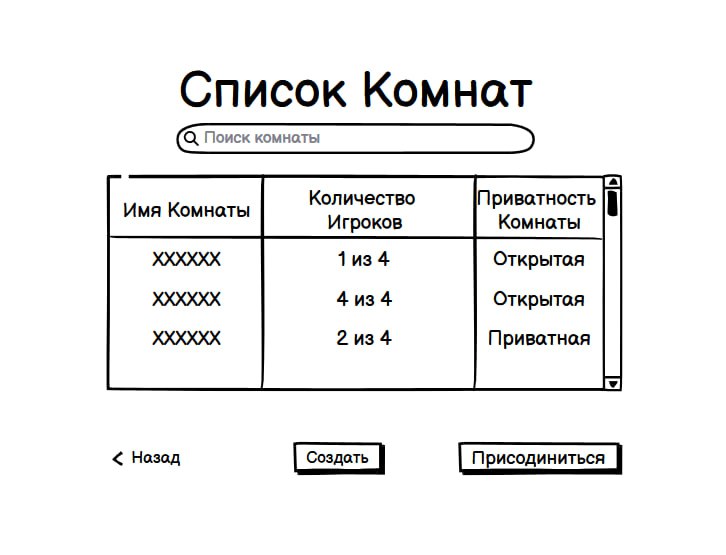 Список Комнат
Поиск комнаты
Имя Комнаты
Количество
Игроков
Приватность
Комнаты
XXXXXX
1 из 4
Открытая
XXXXXX
4 из 4
Открытая
XXXXXX
2 из 4
Приватная
Назад
Создать
Присодиниться